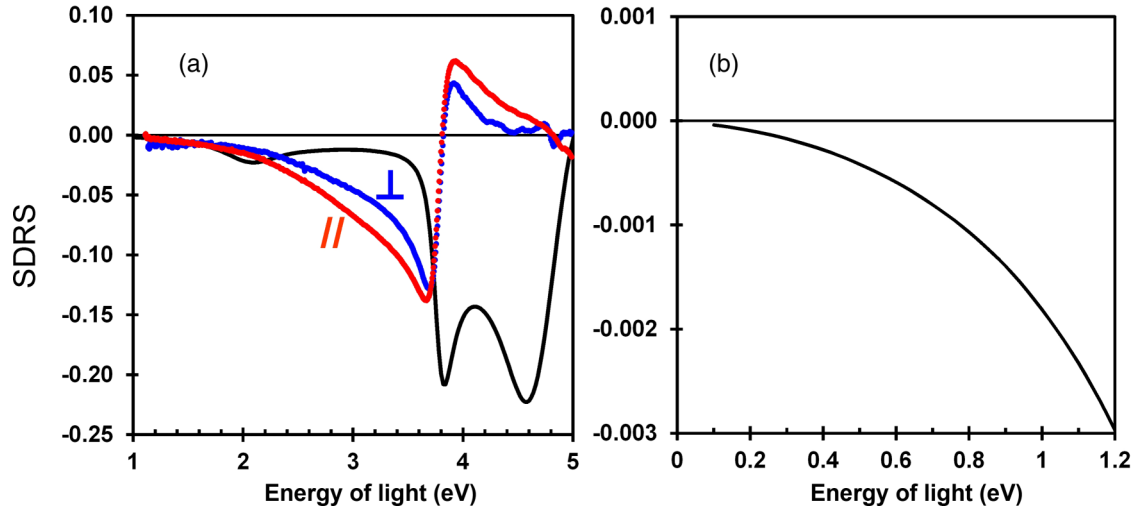 0.10
0.05
0.00
-0.05
-0.10
-0.15
-0.20
-0.25
SDRS
(a)
⊥
//
1 2 3 4 5
Energy of light (eV)
0.001
0.000
-0.001
-0.002
-0.003
(b)
0 0.2 0.4 0.6 0.8 1 1.2
Energy of light (eV)